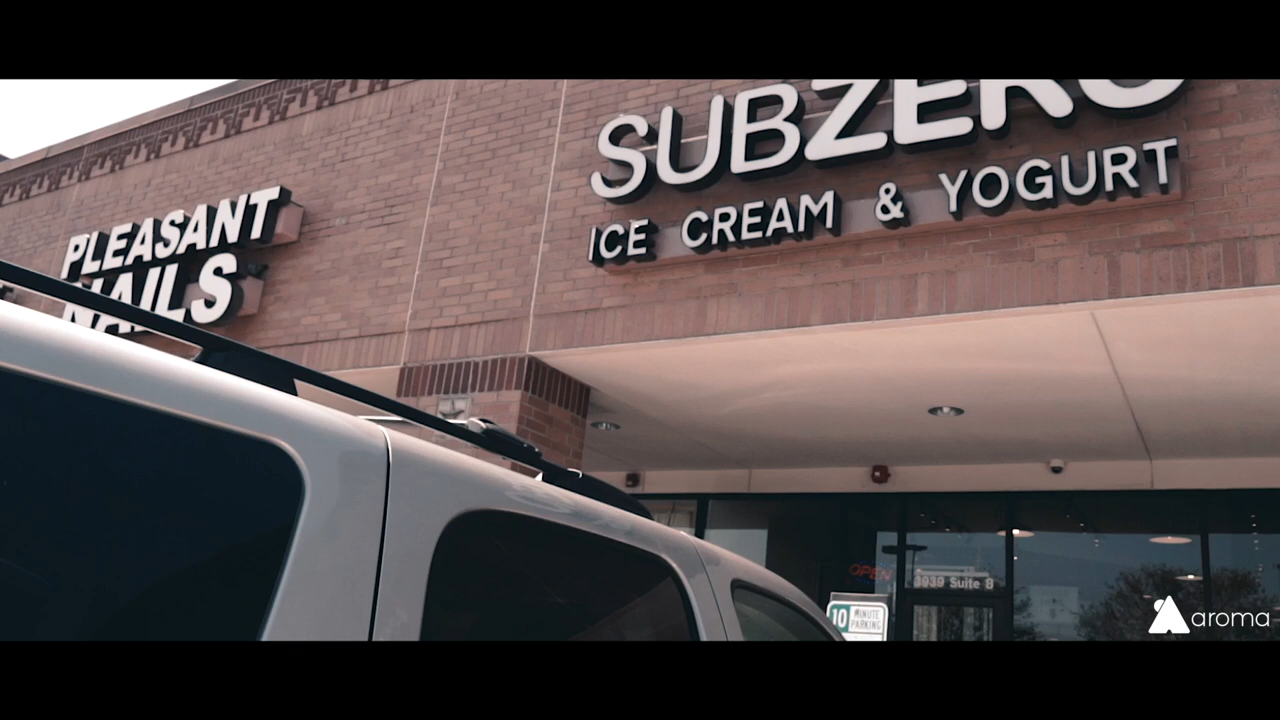 SUBZERO
ICE CREAM & YOGURT
PLEASANT
NAILS
OPEN
3939 Suite 8
10 MINUTE
PARKING
aroma